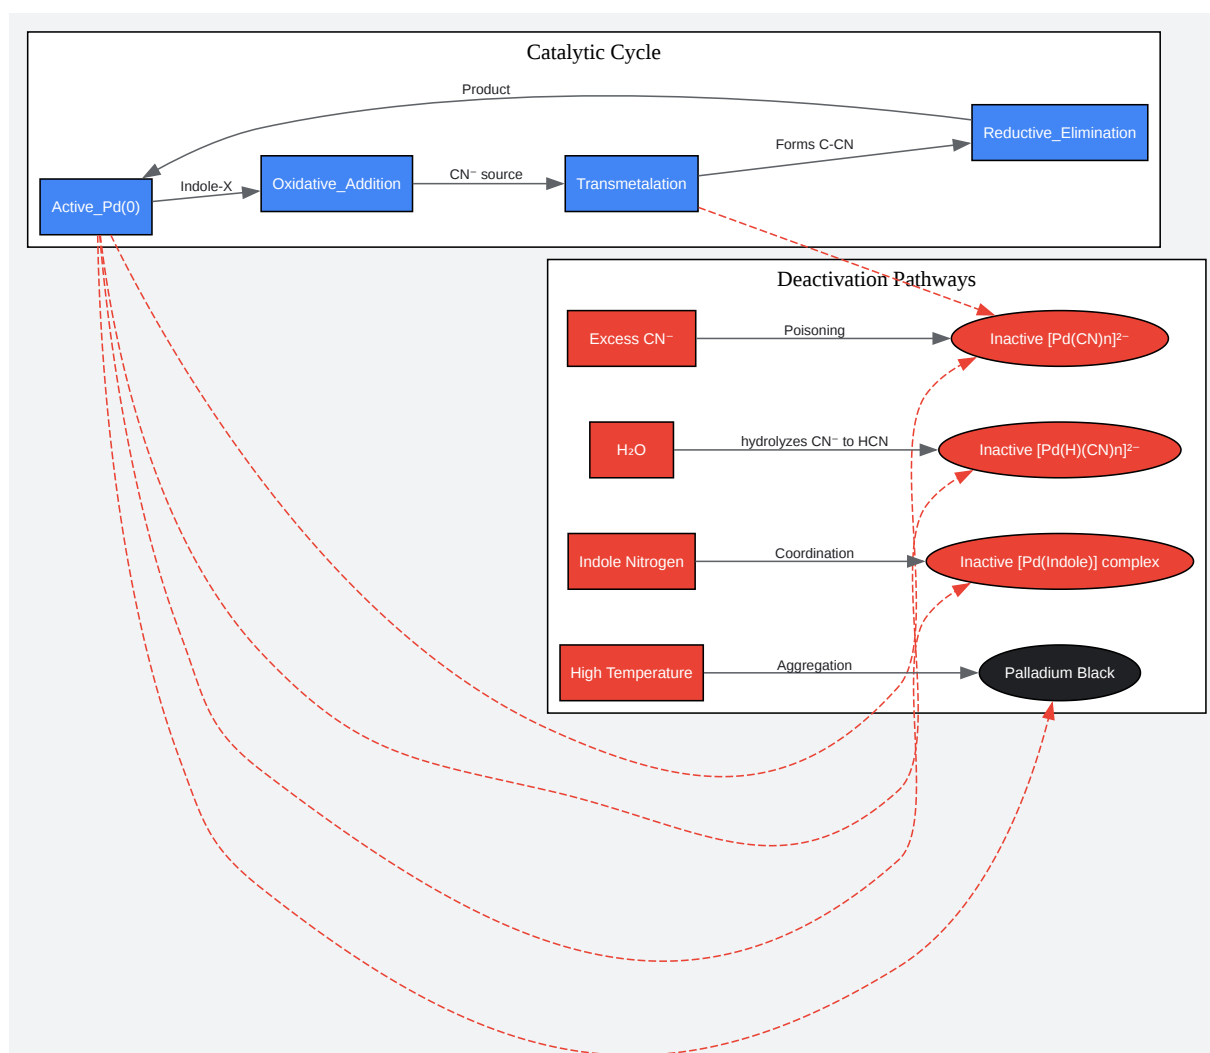 Catalytic Cycle
Product
Reductive_Elimination
Forms C-CN
Indole-X
Oxidative_Addition
CN⁻ source
Transmetalation
Active_Pd(0)
Deactivation Pathways
Excess CN⁻
Poisoning
Inactive [Pd(CN)n]²⁻
H₂O
hydrolyzes CN⁻ to HCN
Inactive [Pd(H)(CN)n]²⁻
Indole Nitrogen
Coordination
Inactive [Pd(Indole)] complex
High Temperature
Aggregation
Palladium Black